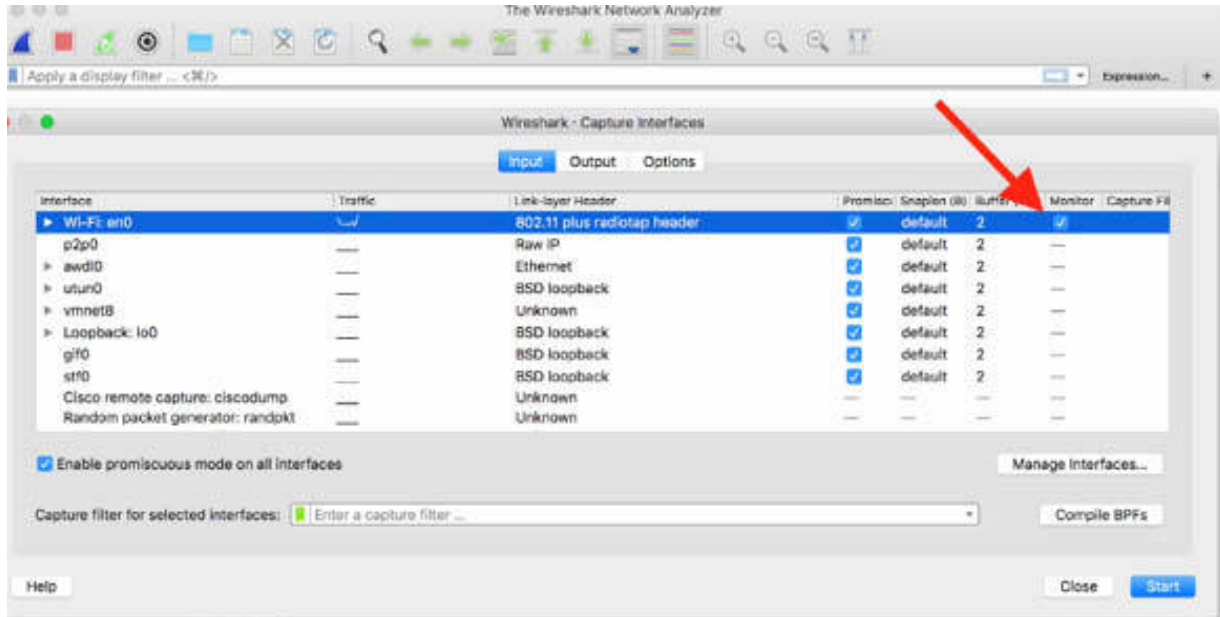 The Wireshark Network Analyzer
Apply a display filter ... <⌘/>
Expression...
+
Wireshark - Capture Interfaces
Input Output Options
Interface Traffic Link-layer Header Promisc Snaplen (B) Buffer Monitor Capture Fil
Wi-Fi: en0 802.11 plus radiotap header default 2
p2p0 Raw IP default 2 —
awdl0 Ethernet default 2 —
utun0 BSD loopback default 2 —
vmnet8 Unknown default 2 —
Loopback: lo0 BSD loopback default 2 —
gif0 BSD loopback default 2 —
stf0 BSD loopback default 2 —
Cisco remote capture: ciscodump Unknown — — — —
Random packet generator: randpkt Unknown — — — —
Enable promiscuous mode on all interfaces
Manage Interfaces...
Capture filter for selected interfaces: Enter a capture filter ...
Compile BPFs
Help Close Start